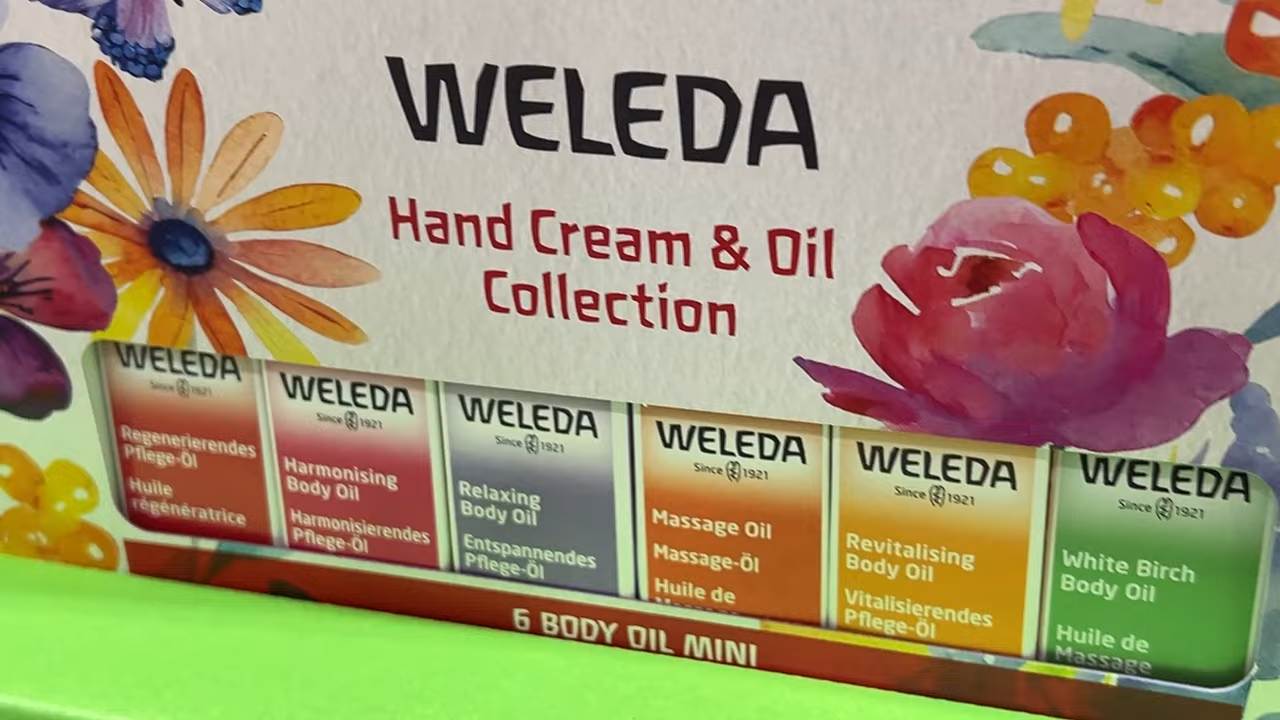 WELEDA
Hand Cream & Oil
Collection
WELEDA
Since 1921
Regenerierendes
Pflege-Öl
Huile
régénératrice
WELEDA
Since 1921
Harmonising
Body Oil
Harmonisierendes
Pflege-Öl
WELEDA
Since 1921
Relaxing
Body Oil
Entspannendes
Pflege-Öl
WELEDA
Since 1921
Massage Oil
Massage-Öl
Huile de
WELEDA
Since 1921
Revitalising
Body Oil
Vitalisierendes
Pflege-Öl
WELEDA
Since 1921
White Birch
Body Oil
Huile de
Massage
6 BODY OIL MINI